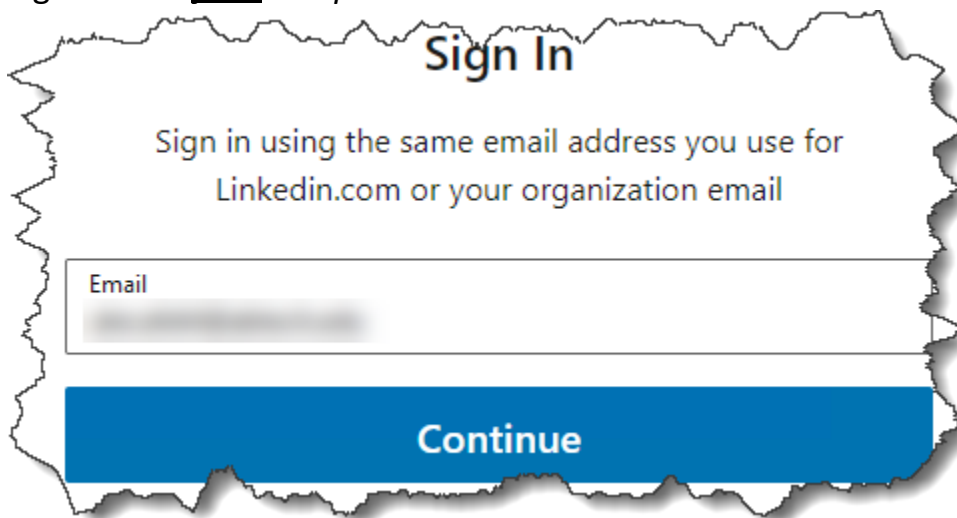 Sign In
Sign in using the same email address you use for
Linkedin.com or your organization email
Email
Continue